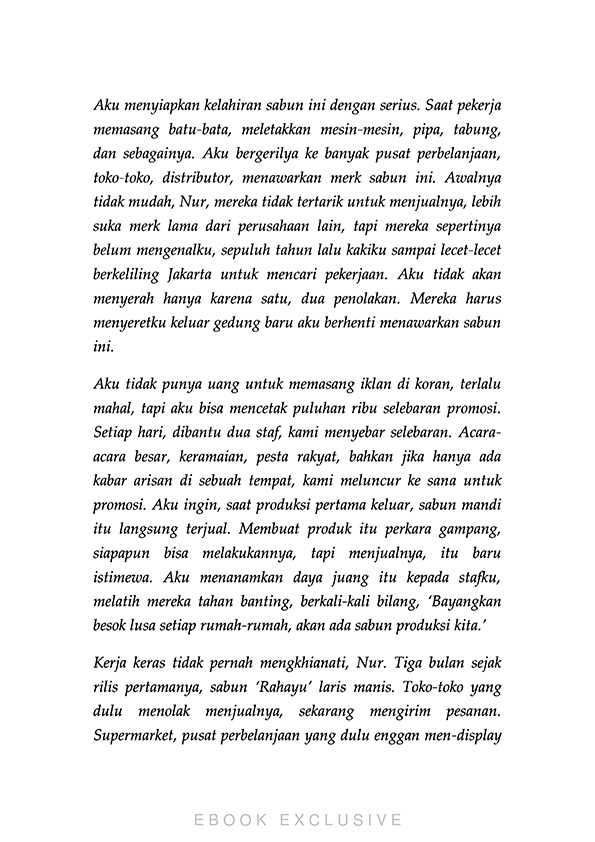 Aku menyiapkan kelahiran sabun ini dengan serius. Saat pekerja
memasang batu-bata, meletakkan mesin-mesin, pipa, tabung,
dan sebagainya. Aku bergerilya ke banyak pusat perbelanjaan,
toko-toko, distributor, menawarkan merk sabun ini. Awalnya
tidak mudah, Nur, mereka tidak tertarik untuk menjualnya, lebih
suka merk lama dari perusahaan lain, tapi mereka sepertinya
belum mengenalku, sepuluh tahun lalu kakiku sampai lecet-lecet
berkeliling Jakarta untuk mencari pekerjaan. Aku tidak akan
menyerah hanya karena satu, dua penolakan. Mereka harus
menyeretku keluar gedung baru aku berhenti menawarkan sabun
ini.
Aku tidak punya uang untuk memasang iklan di koran, terlalu
mahal, tapi aku bisa mencetak puluhan ribu selebaran promosi.
Setiap hari, dibantu dua staf, kami menyebar selebaran. Acara-
acara besar, keramaian, pesta rakyat, bahkan jika hanya ada
kabar arisan di sebuah tempat, kami meluncur ke sana untuk
promosi. Aku ingin, saat produksi pertama keluar, sabun mandi
itu langsung terjual. Membuat produk itu perkara gampang,
siapapun bisa melakukannya, tapi menjualnya, itu baru
istimewa. Aku menanamkan daya juang itu kepada stafku,
melatih mereka tahan banting, berkali-kali bilang, ‘Bayangkan
besok lusa setiap rumah-rumah, akan ada sabun produksi kita.’
Kerja keras tidak pernah mengkhianati, Nur. Tiga bulan sejak
rilis pertamanya, sabun ‘Rahayu’ laris manis. Toko-toko yang
dulu menolak menjualnya, sekarang mengirim pesanan.
Supermarket, pusat perbelanjaan yang dulu enggan men-display
EBOOK EXCLUSIVE